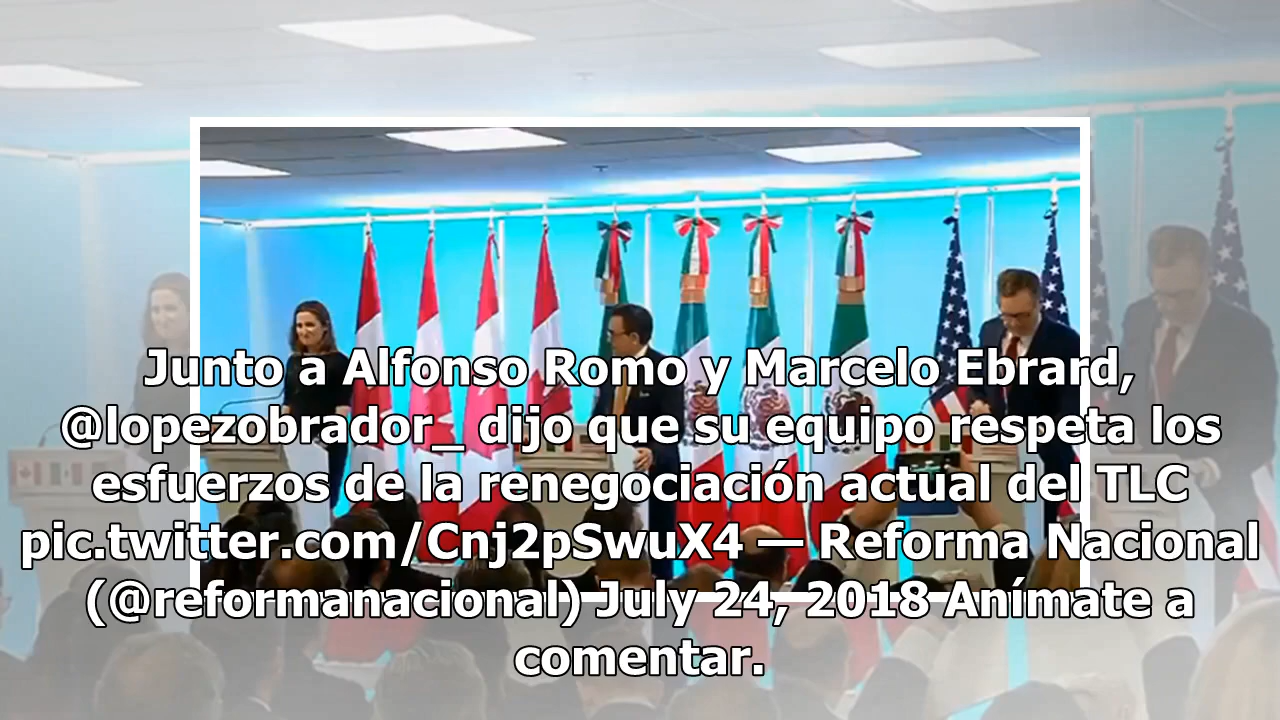 Junto a Alfonso Romo y Marcelo Ebrard,
@lopezobrador_ dijo que su equipo respeta los
esfuerzos de la renegociación actual del TLC
pic.twitter.com/Cnj2pSwuX4 — Reforma Nacional
(@reformanacional) July 24, 2018 Anímate a
comentar.